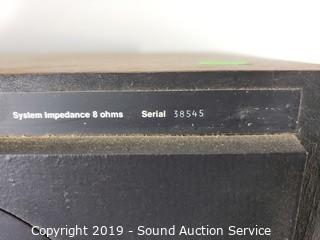 System Impedance 8 ohms Serial 38545
Copyright 2019 - Sound Auction Service